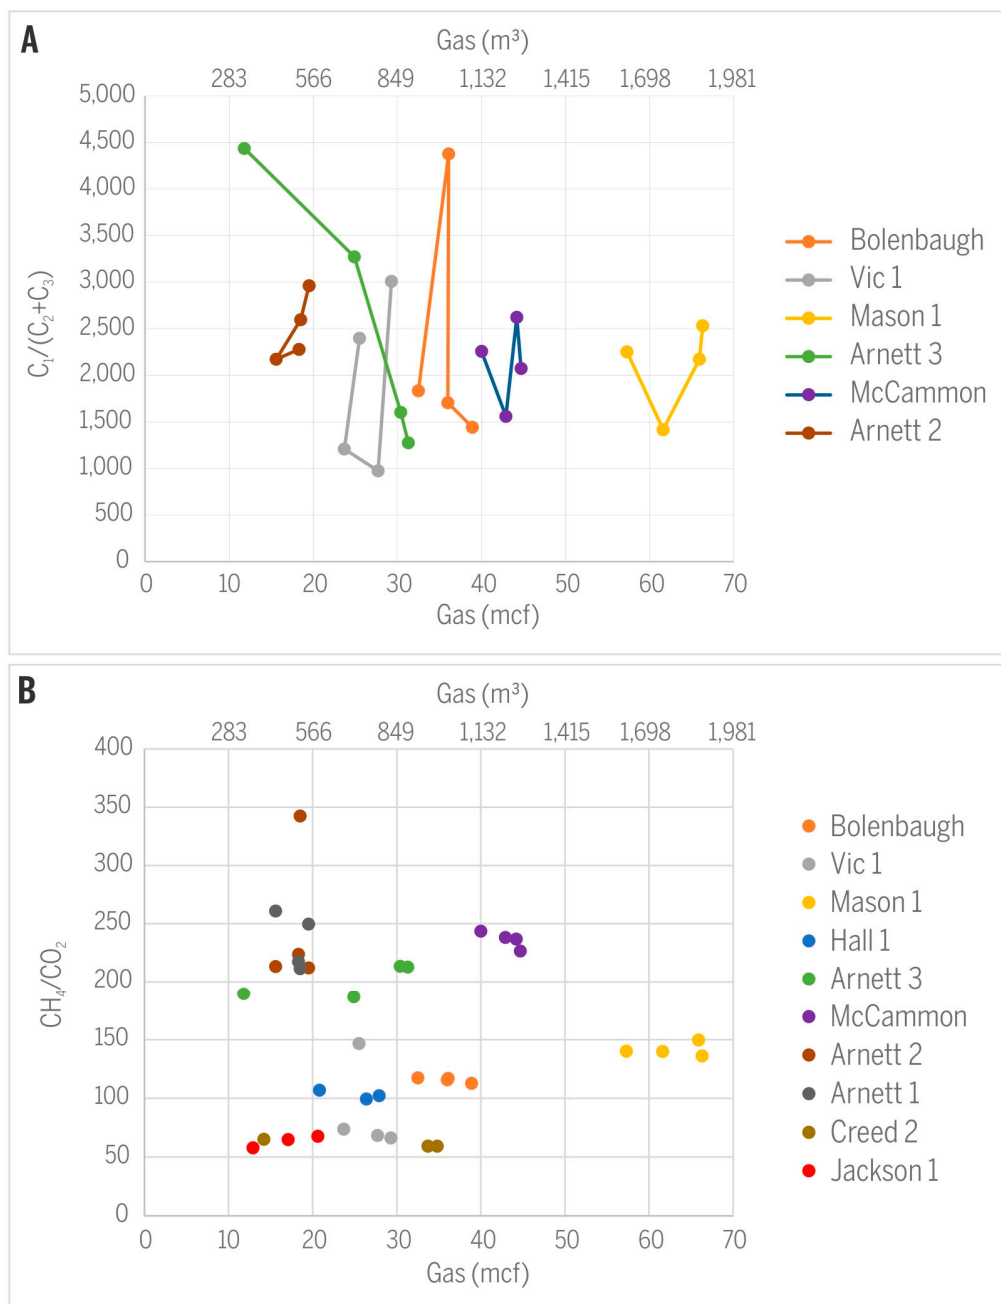 A
Gas (m³)
283 566 849 1,132 1,415 1,698 1,981
5,000
4,500
4,000
3,500
3,000
2,500
2,000
1,500
1,000
500
0
C₁/(C₂+C₃)
0 10 20 30 40 50 60 70
Gas (mcf)
Bolenbaugh
Vic 1
Mason 1
Arnett 3
McCammon
Arnett 2
B
Gas (m³)
283 566 849 1,132 1,415 1,698 1,981
400
350
300
250
200
150
100
50
0
CH₄/CO₂
0 10 20 30 40 50 60 70
Gas (mcf)
Bolenbaugh
Vic 1
Mason 1
Hall 1
Arnett 3
McCammon
Arnett 2
Arnett 1
Creed 2
Jackson 1